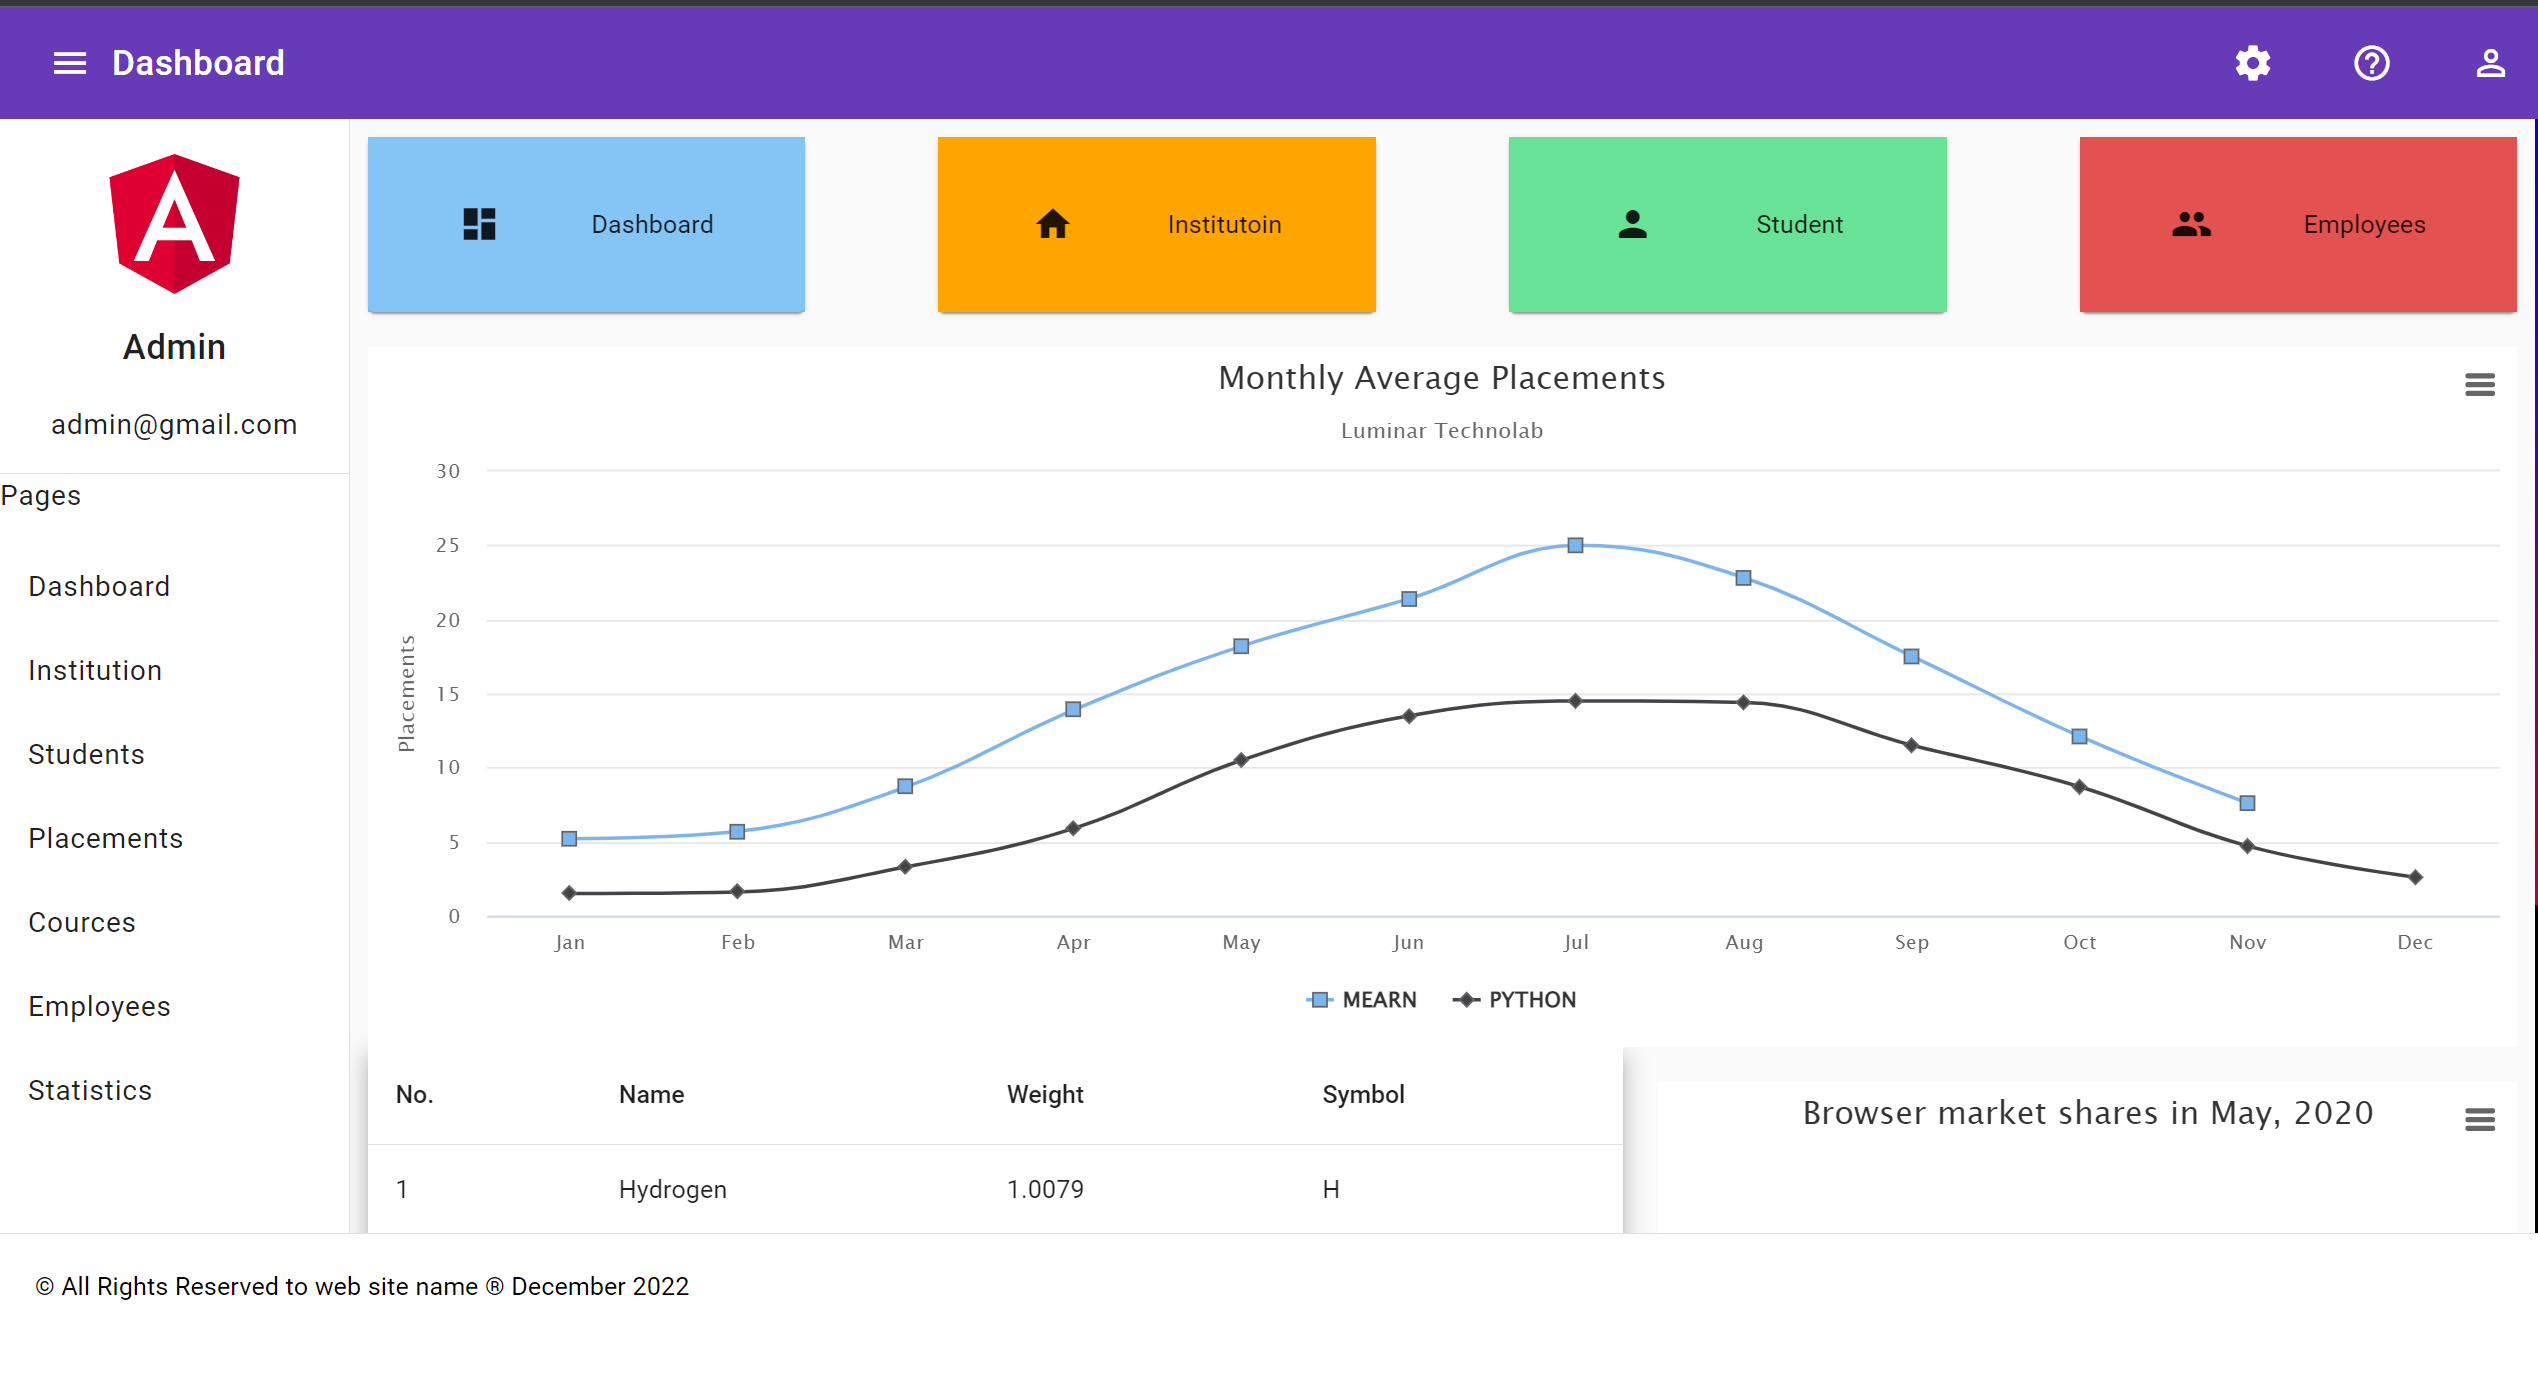 Dashboard
Admin
admin@gmail.com
Pages
Dashboard
Institution
Students
Placements
Cources
Employees
Statistics
Dashboard
Institutoin
Student
Employees
Monthly Average Placements
Luminar Technolab
Placements
30
25
20
15
10
5
0
Jan Feb Mar Apr May Jun Jul Aug Sep Oct Nov Dec
MEARN PYTHON
No. Name Weight Symbol
1 Hydrogen 1.0079 H
Browser market shares in May, 2020
© All Rights Reserved to web site name ® December 2022